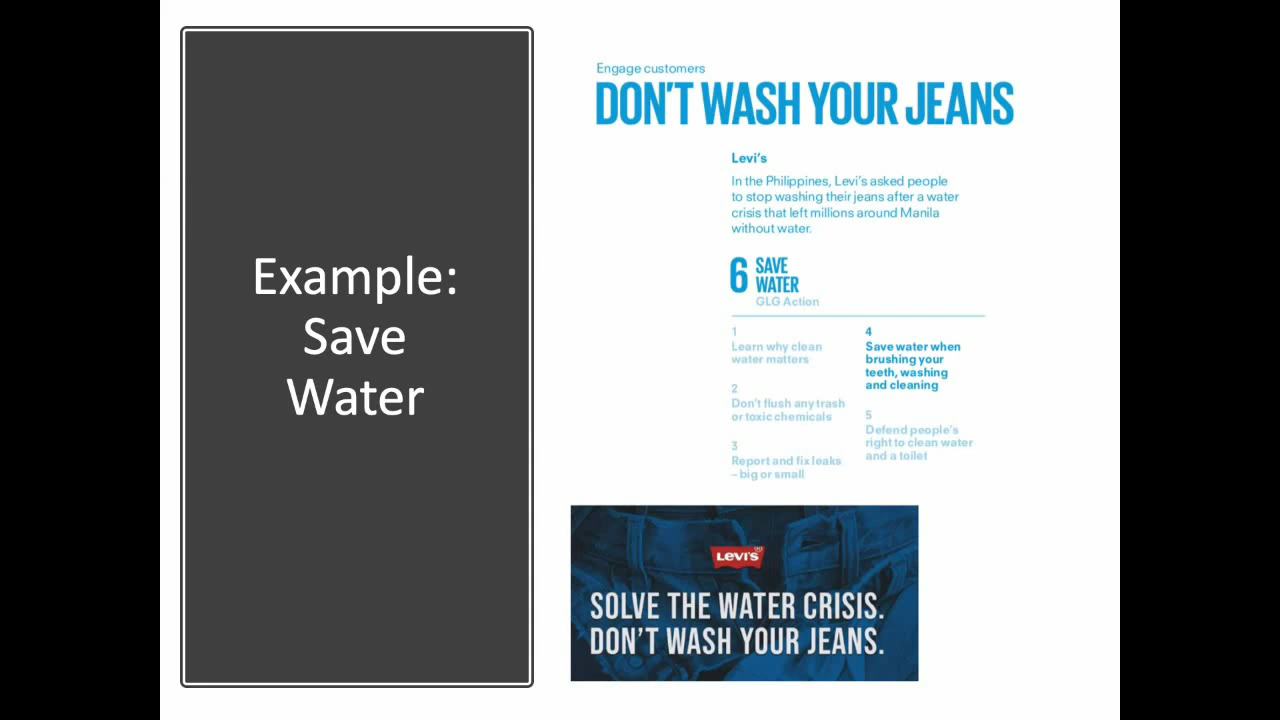 Example:
Save
Water
Engage customers
DON'T WASH YOUR JEANS
Levi's
In the Philippines, Levi's asked people
to stop washing their jeans after a water
crisis that left millions around Manila
without water.
6 SAVE
WATER
GLG Action
1
Learn why clean
water matters
2
Don't flush any trash
or toxic chemicals
3
Report and fix leaks
– big or small
4
Save water when
brushing your
teeth, washing
and cleaning
5
Defend people's
right to clean water
and a toilet
LEVI'S
SOLVE THE WATER CRISIS.
DON'T WASH YOUR JEANS.